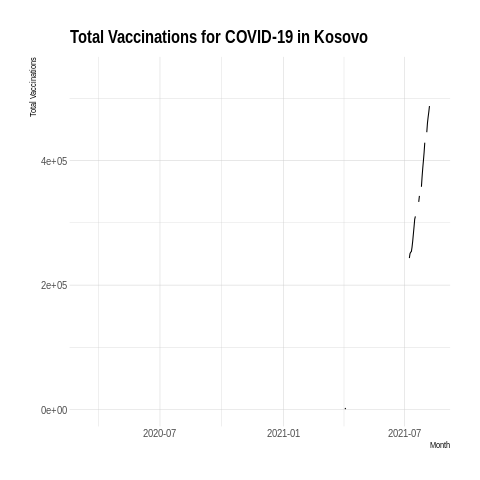 Total Vaccinations for COVID-19 in Kosovo
Total Vaccinations
4e+05
2e+05
0e+00
2020-07
2021-01
2021-07
Month